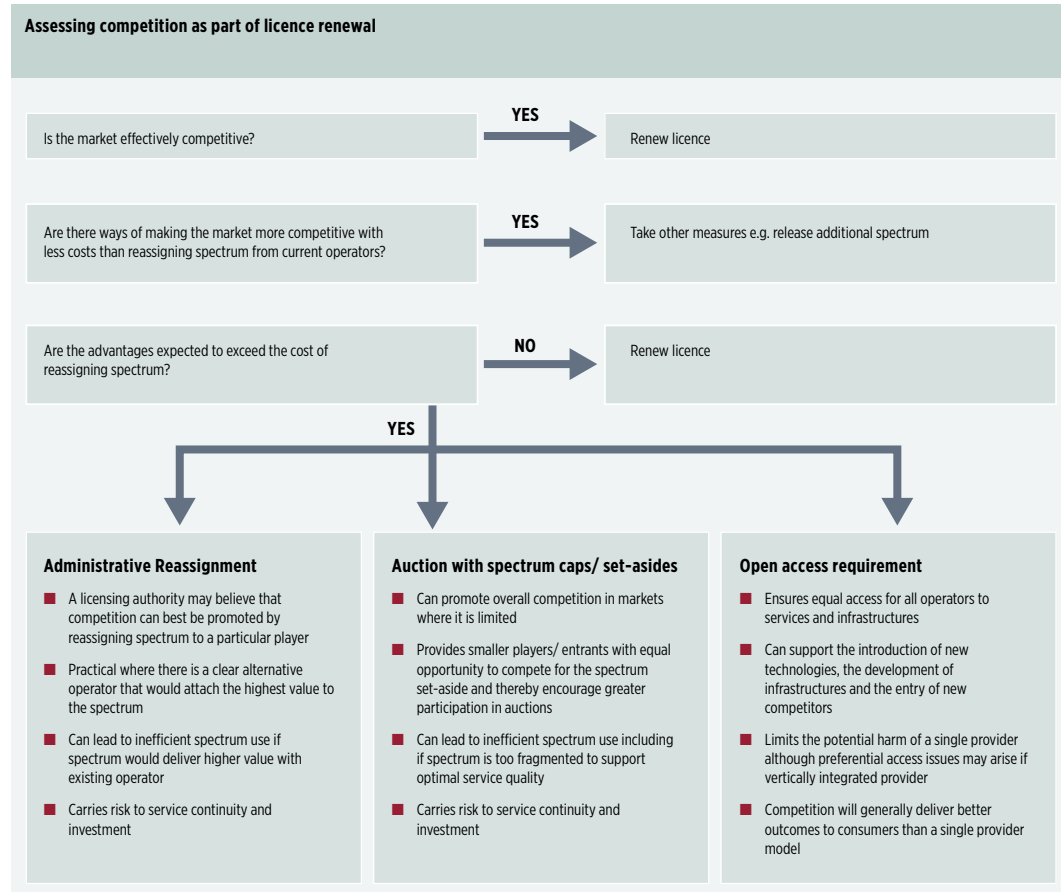 Assessing competition as part of licence renewal
Is the market effectively competitive?
YES
Renew licence
Are there ways of making the market more competitive with
less costs than reassigning spectrum from current operators?
YES
Take other measures e.g. release additional spectrum
Are the advantages expected to exceed the cost of
reassigning spectrum?
NO
Renew licence
YES
Administrative Reassignment
A licensing authority may believe that
competition can best be promoted by
reassigning spectrum to a particular player
Practical where there is a clear alternative
operator that would attach the highest value to
the spectrum
Can lead to inefficient spectrum use if
spectrum would deliver higher value with
existing operator
Carries risk to service continuity and
investment
Auction with spectrum caps/ set-asides
Can promote overall competition in markets
where it is limited
Provides smaller players/ entrants with equal
opportunity to compete for the spectrum
set-aside and thereby encourage greater
participation in auctions
Can lead to inefficient spectrum use including
if spectrum is too fragmented to support
optimal service quality
Carries risk to service continuity and
investment
Open access requirement
Ensures equal access for all operators to
services and infrastructures
Can support the introduction of new
technologies, the development of
infrastructures and the entry of new
competitors
Limits the potential harm of a single provider
although preferential access issues may arise if
vertically integrated provider
Competition will generally deliver better
outcomes to consumers than a single provider
model